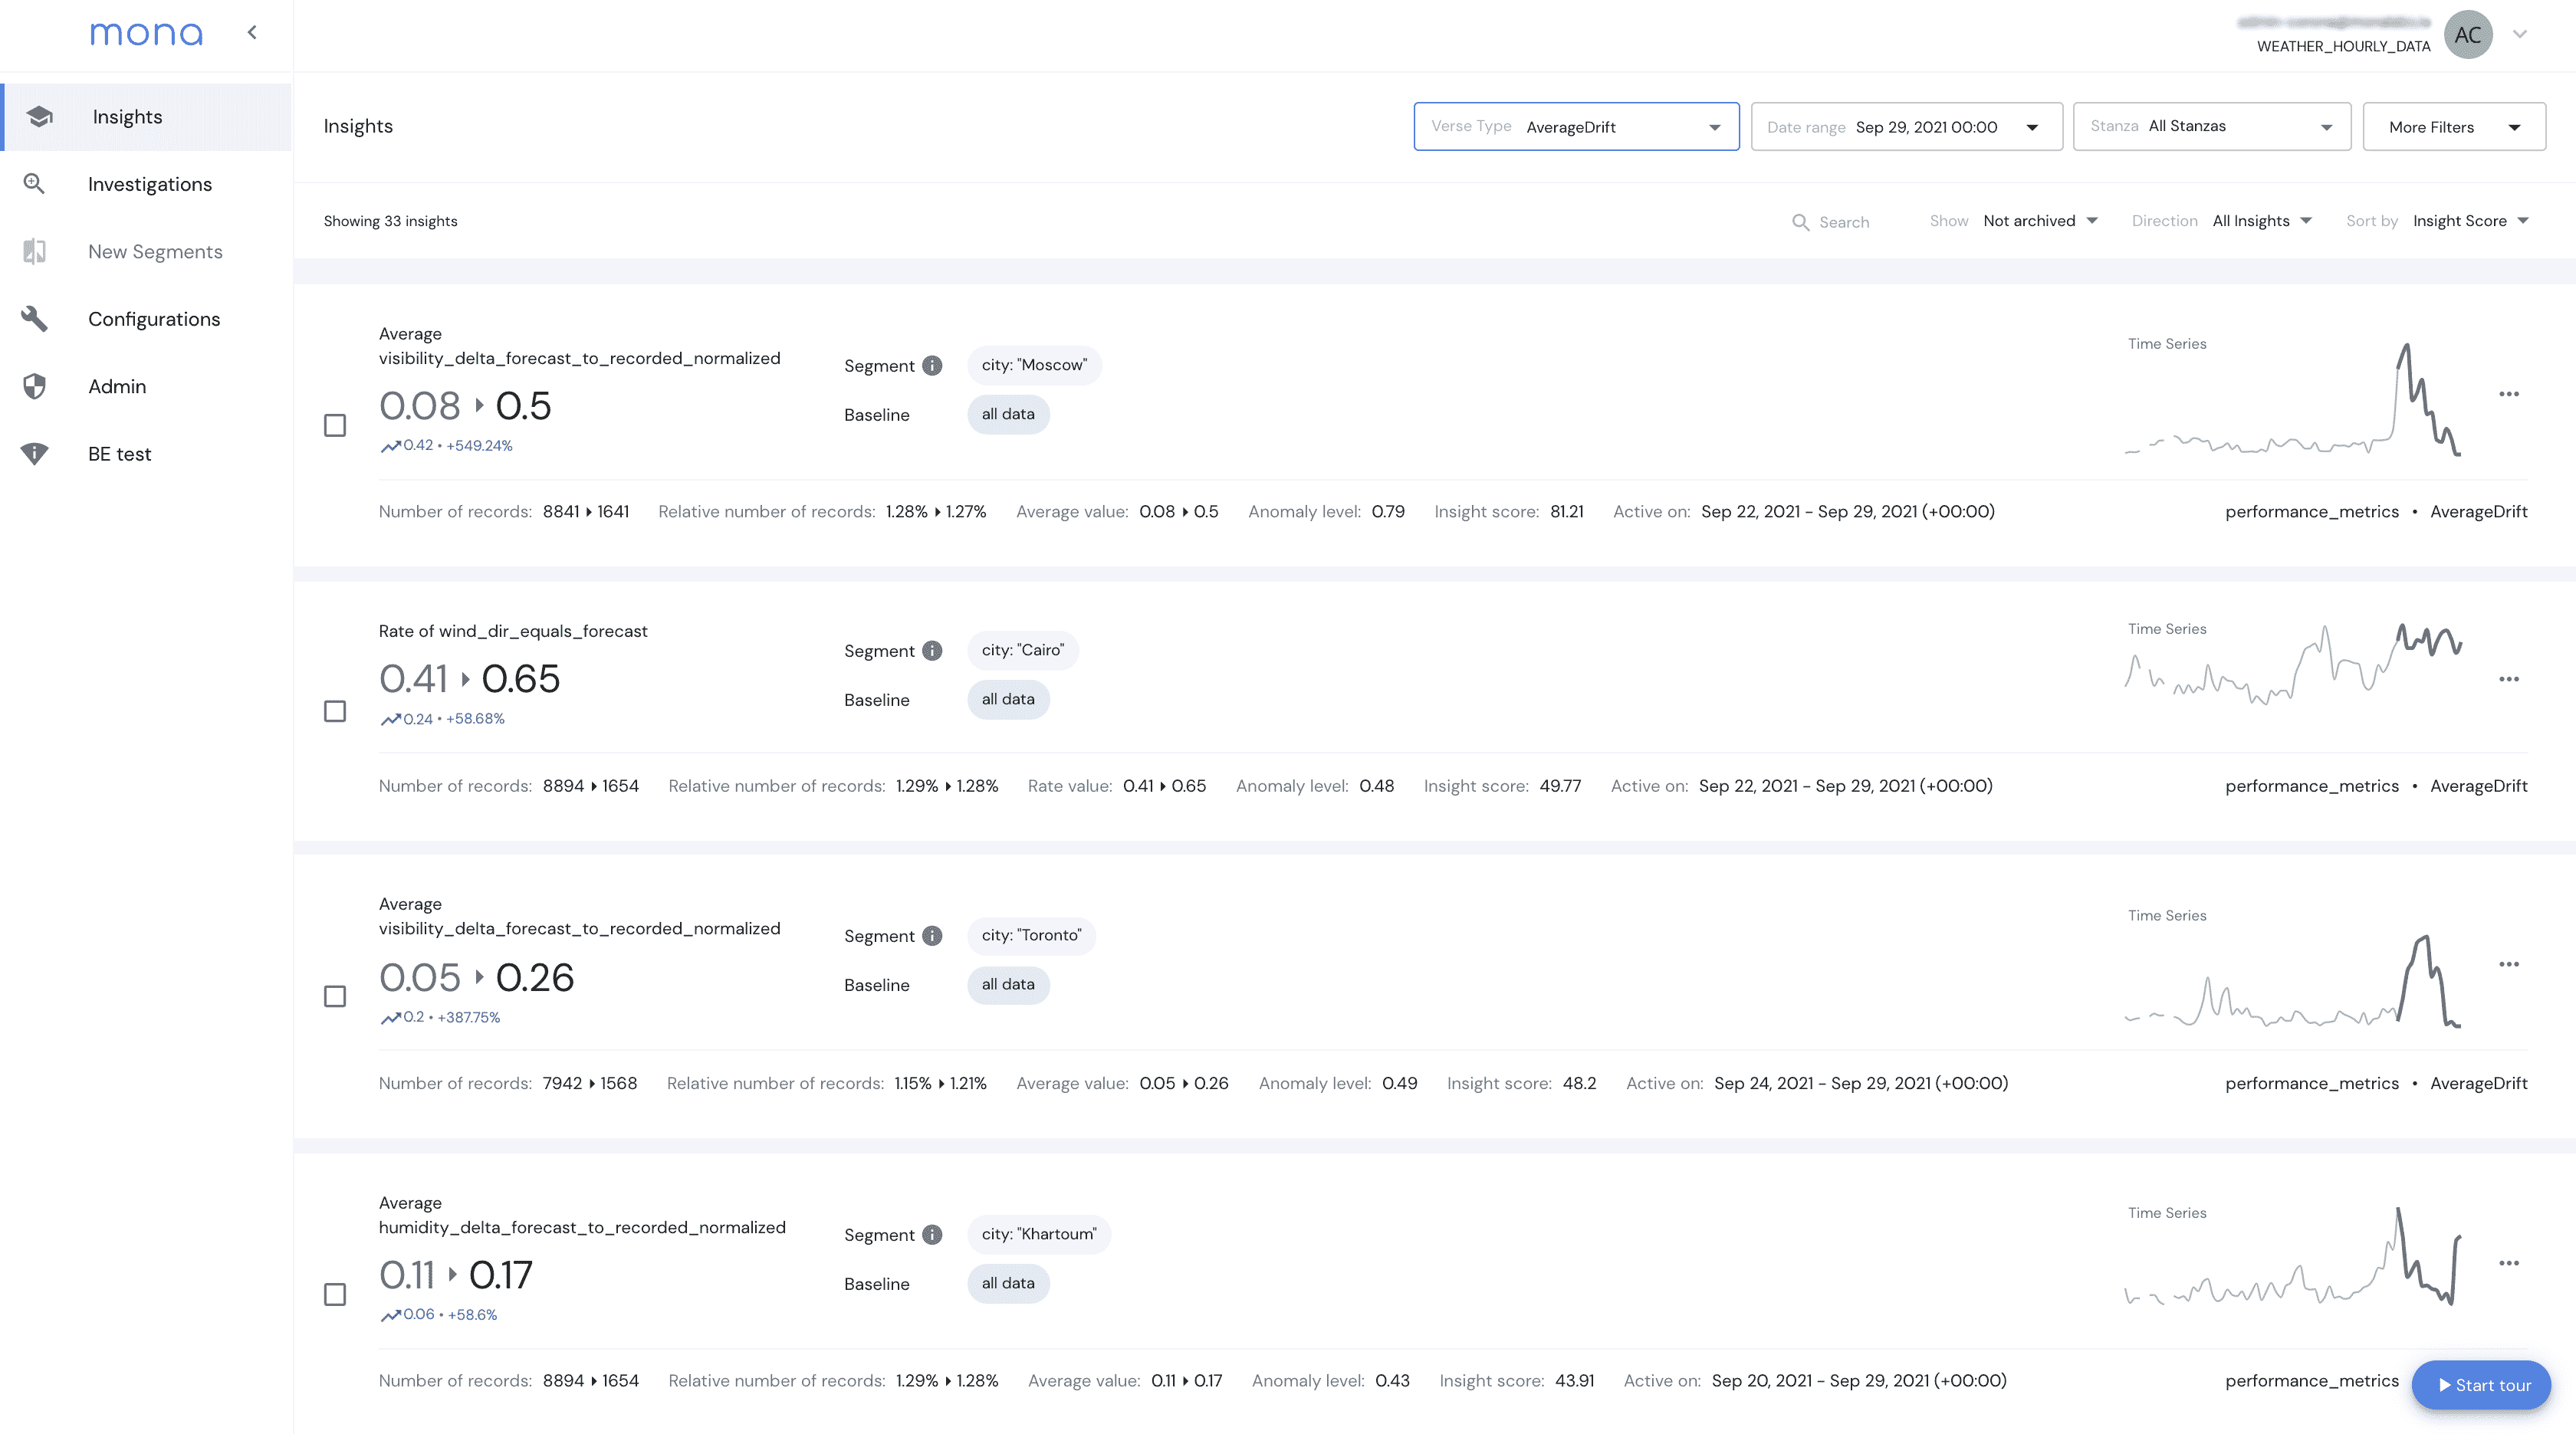 mona
WEATHER_HOURLY_DATA
AC
Insights
Investigations
New Segments
Configurations
Admin
BE test
Insights
Verse Type AverageDrift
Date range Sep 29, 2021 00:00
Stanza All Stanzas
More Filters
Showing 33 insights
Search
Show Not archived
Direction All Insights
Sort by Insight Score
Average
visibility_delta_forecast_to_recorded_normalized
0.08 ▸ 0.5
0.42 • +549.24%
Segment i city: "Moscow"
Baseline all data
Time Series
Number of records: 8841 ▸ 1641 Relative number of records: 1.28% ▸ 1.27% Average value: 0.08 ▸ 0.5 Anomaly level: 0.79 Insight score: 81.21 Active on: Sep 22, 2021 - Sep 29, 2021 (+00:00) performance_metrics • AverageDrift
Rate of wind_dir_equals_forecast
0.41 ▸ 0.65
0.24 • +58.68%
Segment i city: "Cairo"
Baseline all data
Time Series
Number of records: 8894 ▸ 1654 Relative number of records: 1.29% ▸ 1.28% Rate value: 0.41 ▸ 0.65 Anomaly level: 0.48 Insight score: 49.77 Active on: Sep 22, 2021 - Sep 29, 2021 (+00:00) performance_metrics • AverageDrift
Average
visibility_delta_forecast_to_recorded_normalized
0.05 ▸ 0.26
0.2 • +387.75%
Segment i city: "Toronto"
Baseline all data
Time Series
Number of records: 7942 ▸ 1568 Relative number of records: 1.15% ▸ 1.21% Average value: 0.05 ▸ 0.26 Anomaly level: 0.49 Insight score: 48.2 Active on: Sep 24, 2021 - Sep 29, 2021 (+00:00) performance_metrics • AverageDrift
Average
humidity_delta_forecast_to_recorded_normalized
0.11 ▸ 0.17
0.06 • +58.6%
Segment i city: "Khartoum"
Baseline all data
Time Series
Number of records: 8894 ▸ 1654 Relative number of records: 1.29% ▸ 1.28% Average value: 0.11 ▸ 0.17 Anomaly level: 0.43 Insight score: 43.91 Active on: Sep 20, 2021 - Sep 29, 2021 (+00:00) performance_metrics
Start tour